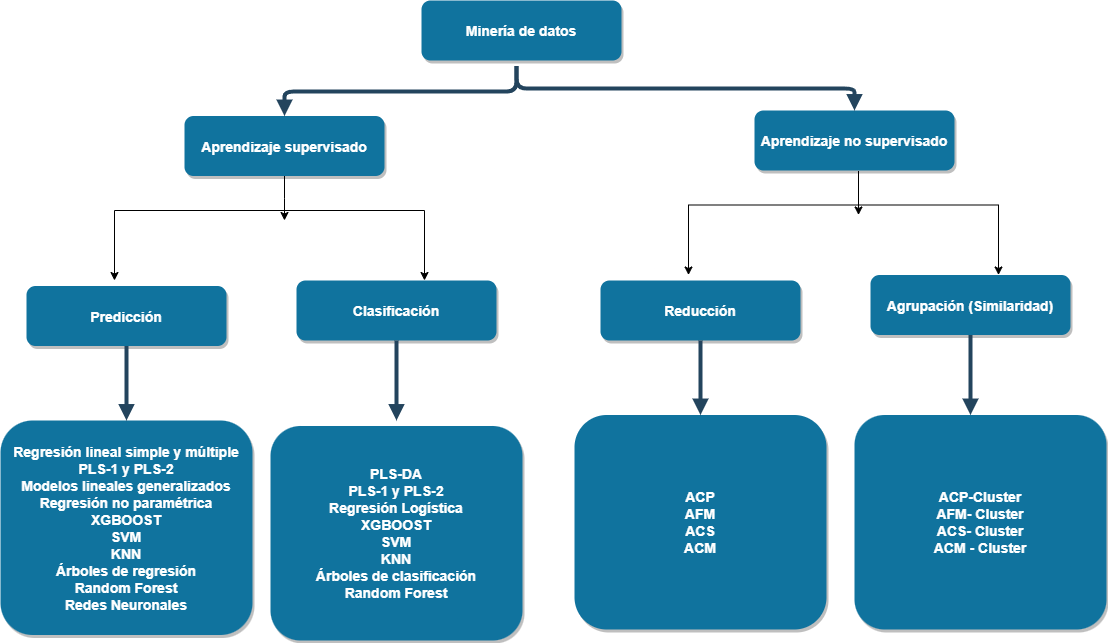 Minería de datos
Aprendizaje supervisado
Aprendizaje no supervisado
Predicción
Clasificación
Reducción
Agrupación (Similaridad)
Regresión lineal simple y múltiple
PLS-1 y PLS-2
Modelos lineales generalizados
Regresión no paramétrica
XGBOOST
SVM
KNN
Árboles de regresión
Random Forest
Redes Neuronales
PLS-DA
PLS-1 y PLS-2
Regresión Logística
XGBOOST
SVM
KNN
Árboles de clasificación
Random Forest
ACP
AFM
ACS
ACM
ACP-Cluster
AFM- Cluster
ACS- Cluster
ACM - Cluster